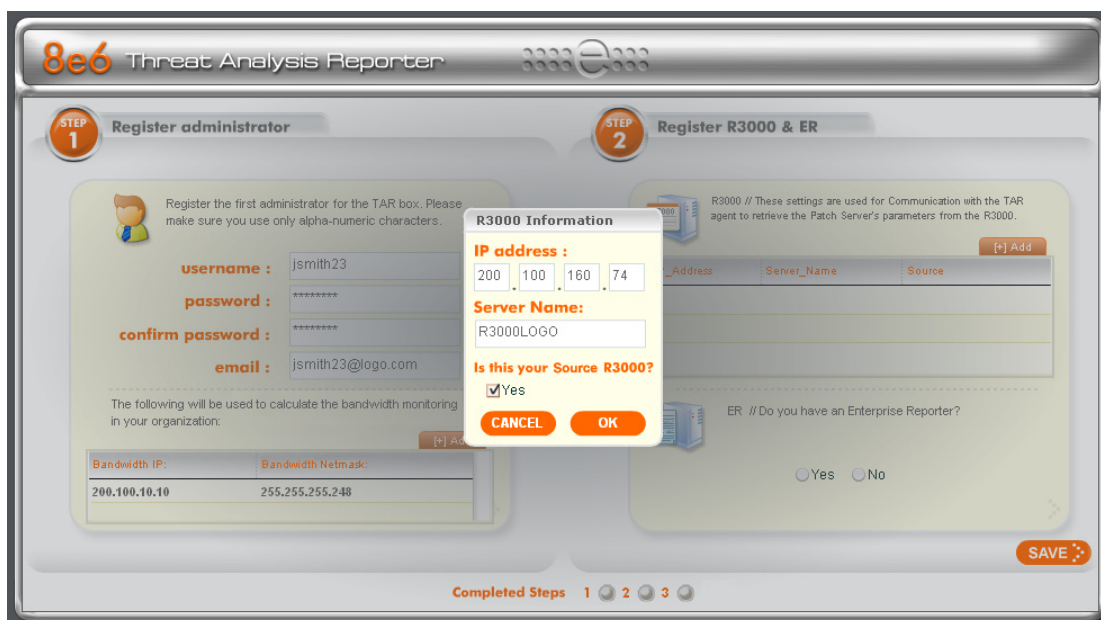 8e6 Threat Analysis Reporter
STEP 1
Register administrator
Register the first administrator for the TAR box. Please
make sure you use only alpha-numeric characters.
username :
jsmith23
password :
********
confirm password :
********
email :
jsmith23@logo.com
The following will be used to calculate the bandwidth monitoring
in your organization:
Bandwidth IP:
Bandwidth Netmask:
200.100.10.10
255.255.255.248
R3000 Information
IP address :
200 . 100 . 160 . 74
Server Name:
R3000LOGO
Is this your Source R3000?
Yes
CANCEL
OK
STEP 2
Register R3000 & ER
R3000 // These settings are used for Communication with the TAR
agent to retrieve the Patch Server's parameters from the R3000.
[+] Add
_Address
Server_Name
Source
ER // Do you have an Enterprise Reporter?
Yes
No
SAVE
Completed Steps 1 2 3